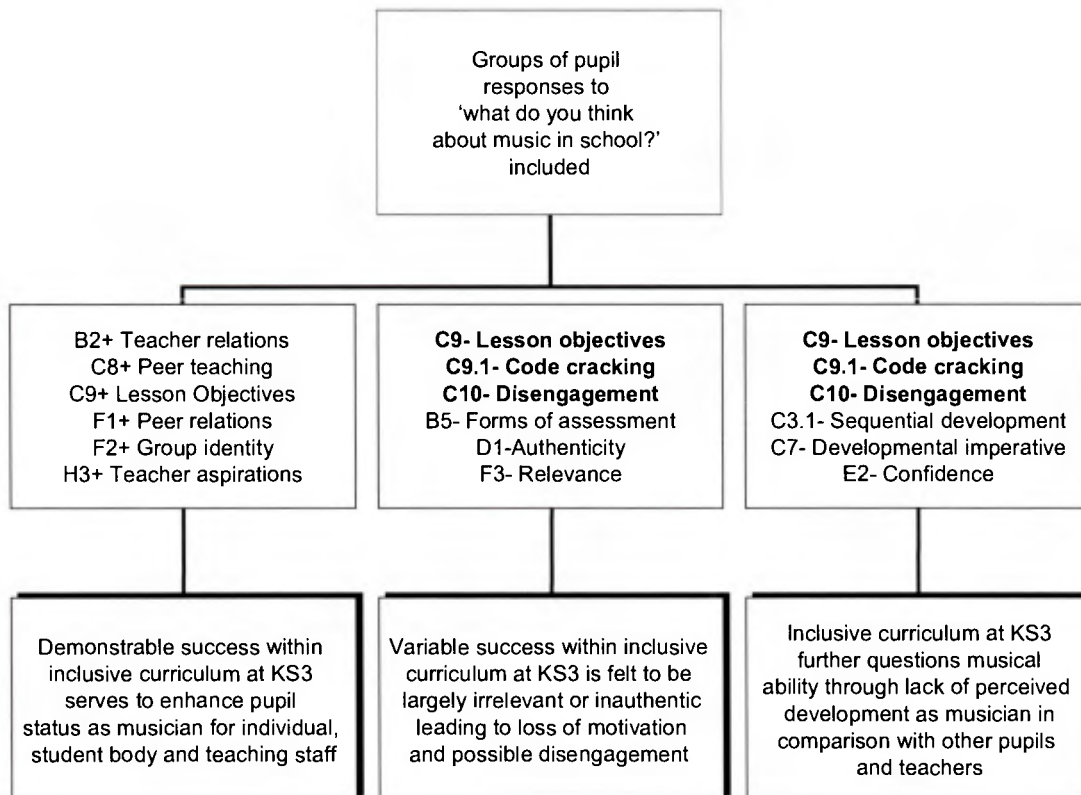 Groups of pupil
responses to
‘what do you think
about music in school?’
included
B2+ Teacher relations
C8+ Peer teaching
C9+ Lesson Objectives
F1+ Peer relations
F2+ Group identity
H3+ Teacher aspirations
C9- Lesson objectives
C9.1- Code cracking
C10- Disengagement
B5- Forms of assessment
D1-Authenticity
F3- Relevance
C9- Lesson objectives
C9.1- Code cracking
C10- Disengagement
C3.1- Sequential development
C7- Developmental imperative
E2- Confidence
Demonstrable success within
inclusive curriculum at KS3
serves to enhance pupil
status as musician for individual,
student body and teaching staff
Variable success within inclusive
curriculum at KS3 is felt to be
largely irrelevant or inauthentic
leading to loss of motivation
and possible disengagement
Inclusive curriculum at KS3
further questions musical
ability through lack of perceived
development as musician in
comparison with other pupils
and teachers